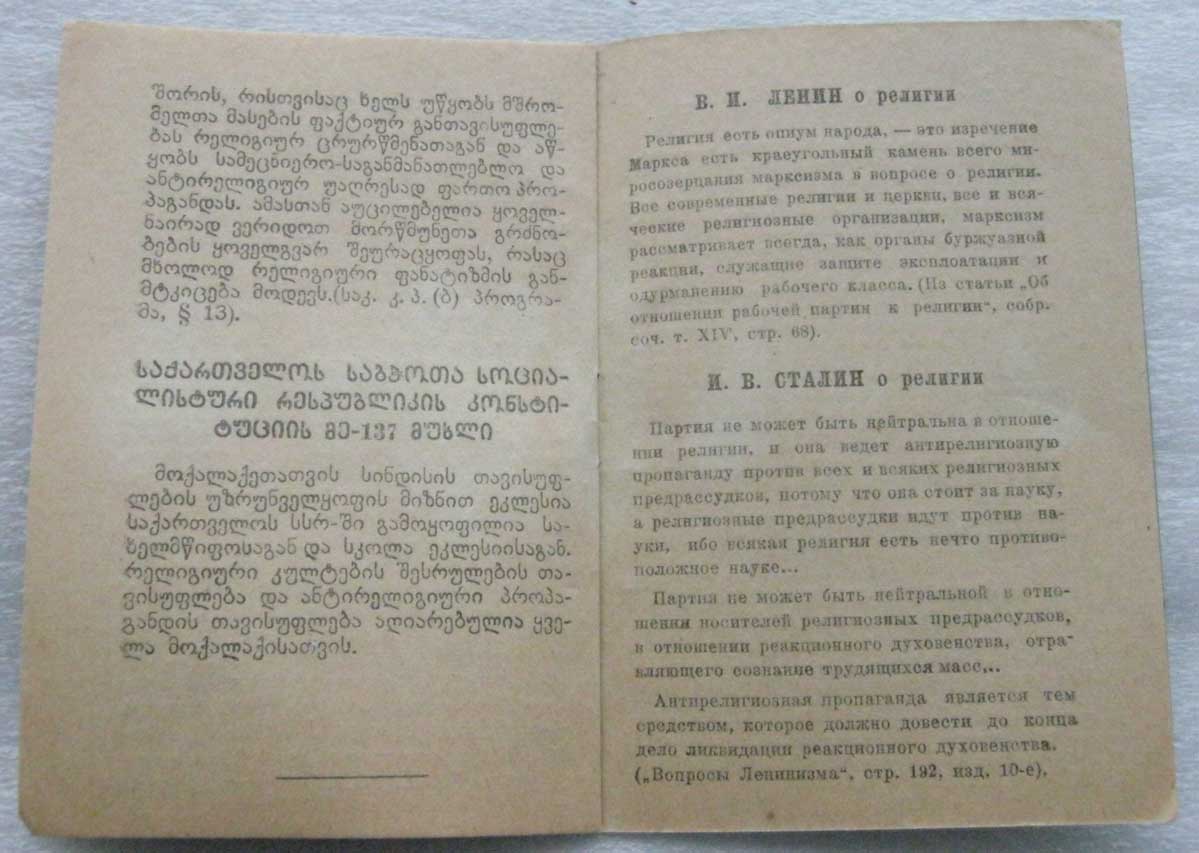 შორის, რისთვისაც ხელს უწყობს მშრო-
მელთა მასების ფაქტიურ განთავისუფლე-
ბას რელიგიურ ცრურწმენათაგან და აწ-
ყობს სამეცნიერო-საგანმანათლებლო და
ანტირელიგიურ უაღრესად ფართო პრო-
პაგანდას. ამასთან აუცილებელია ყოველ-
ნაირად ვერიდოთ მორწმუნეთა გრძნო-
ბების ყოველგვარ შეურაცყოფას, რასაც
მხოლოდ რელიგიური ფანატიზმის გან-
მტკიცება მოდევს.(საკ. კ. პ. (ბ) პროგრა-
მა, § 13).
საქართველოს საბჭოთა სოცია-
ლისტური რესპუბლიკის კონსტი-
ტუციის მე-137 მუხლი
მოქალაქეთათვის სინდისის თავისუფ-
ლების უზრუნველყოფის მიზნით ეკლესია
საქართველოს სსრ-ში გამოყოფილია სა-
ხელმწიფოსაგან და სკოლა ეკლესიისაგან.
რელიგიური კულტების შესრულების თა-
ვისუფლება და ანტირელიგიური პროპა-
განდის თავისუფლება აღიარებულია ყვე-
ლა მოქალაქისათვის.
В. И. ЛЕНИН о религии
Религия есть опиум народа, — это изречение
Маркса есть краеугольный камень всего ми-
росозерцания марксизма в вопросе о религии.
Все современные религии и церкви, все и вся-
ческие религиозные организации, марксизм
рассматривает всегда, как органы буржуазной
реакции, служащие защите эксплоатации и
одурманению рабочего класса. (Из статьи „Об
отношении рабочей партии к религии“, собр.
соч. т. XIV, стр. 68).
И. В. СТАЛИН о религии
Партия не может быть нейтральна в отноше-
нии религии, и она ведет антирелигиозную
пропаганду против всех и всяких религиозных
предрассудков, потому что она стоит за науку,
а религиозные предрассудки идут против на-
уки, ибо всякая религия есть нечто противо-
положное науке...
Партия не может быть нейтральной в отно-
шении носителей религиозных предрассудков,
в отношении реакционного духовенства, отра-
вляющего сознание трудящихся масс,..
Антирелигиозная пропаганда является тем
средством, которое должно довести до конца
дело ликвидации реакционного духовенства.
(„Вопросы Ленинизма“, стр. 192, изд. 10-е).